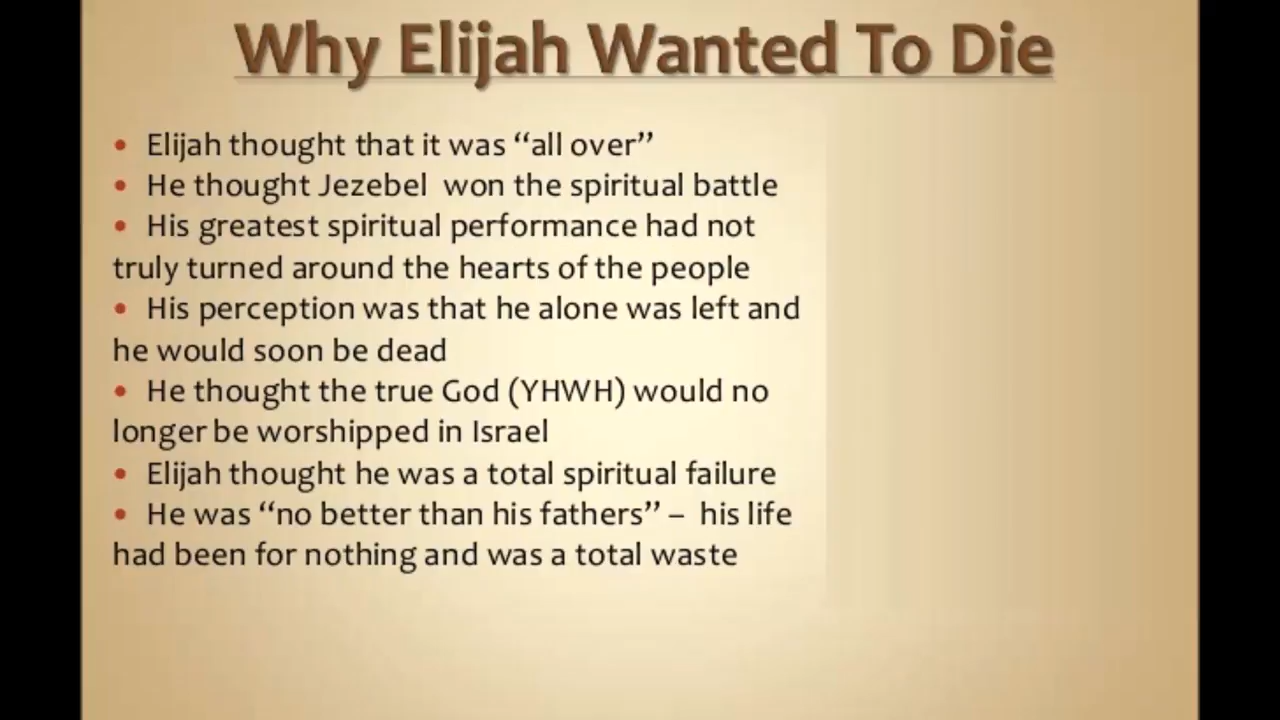 Why Elijah Wanted To Die
• Elijah thought that it was “all over”
• He thought Jezebel won the spiritual battle
• His greatest spiritual performance had not
truly turned around the hearts of the people
• His perception was that he alone was left and
he would soon be dead
• He thought the true God (YHWH) would no
longer be worshipped in Israel
• Elijah thought he was a total spiritual failure
• He was “no better than his fathers” – his life
had been for nothing and was a total waste